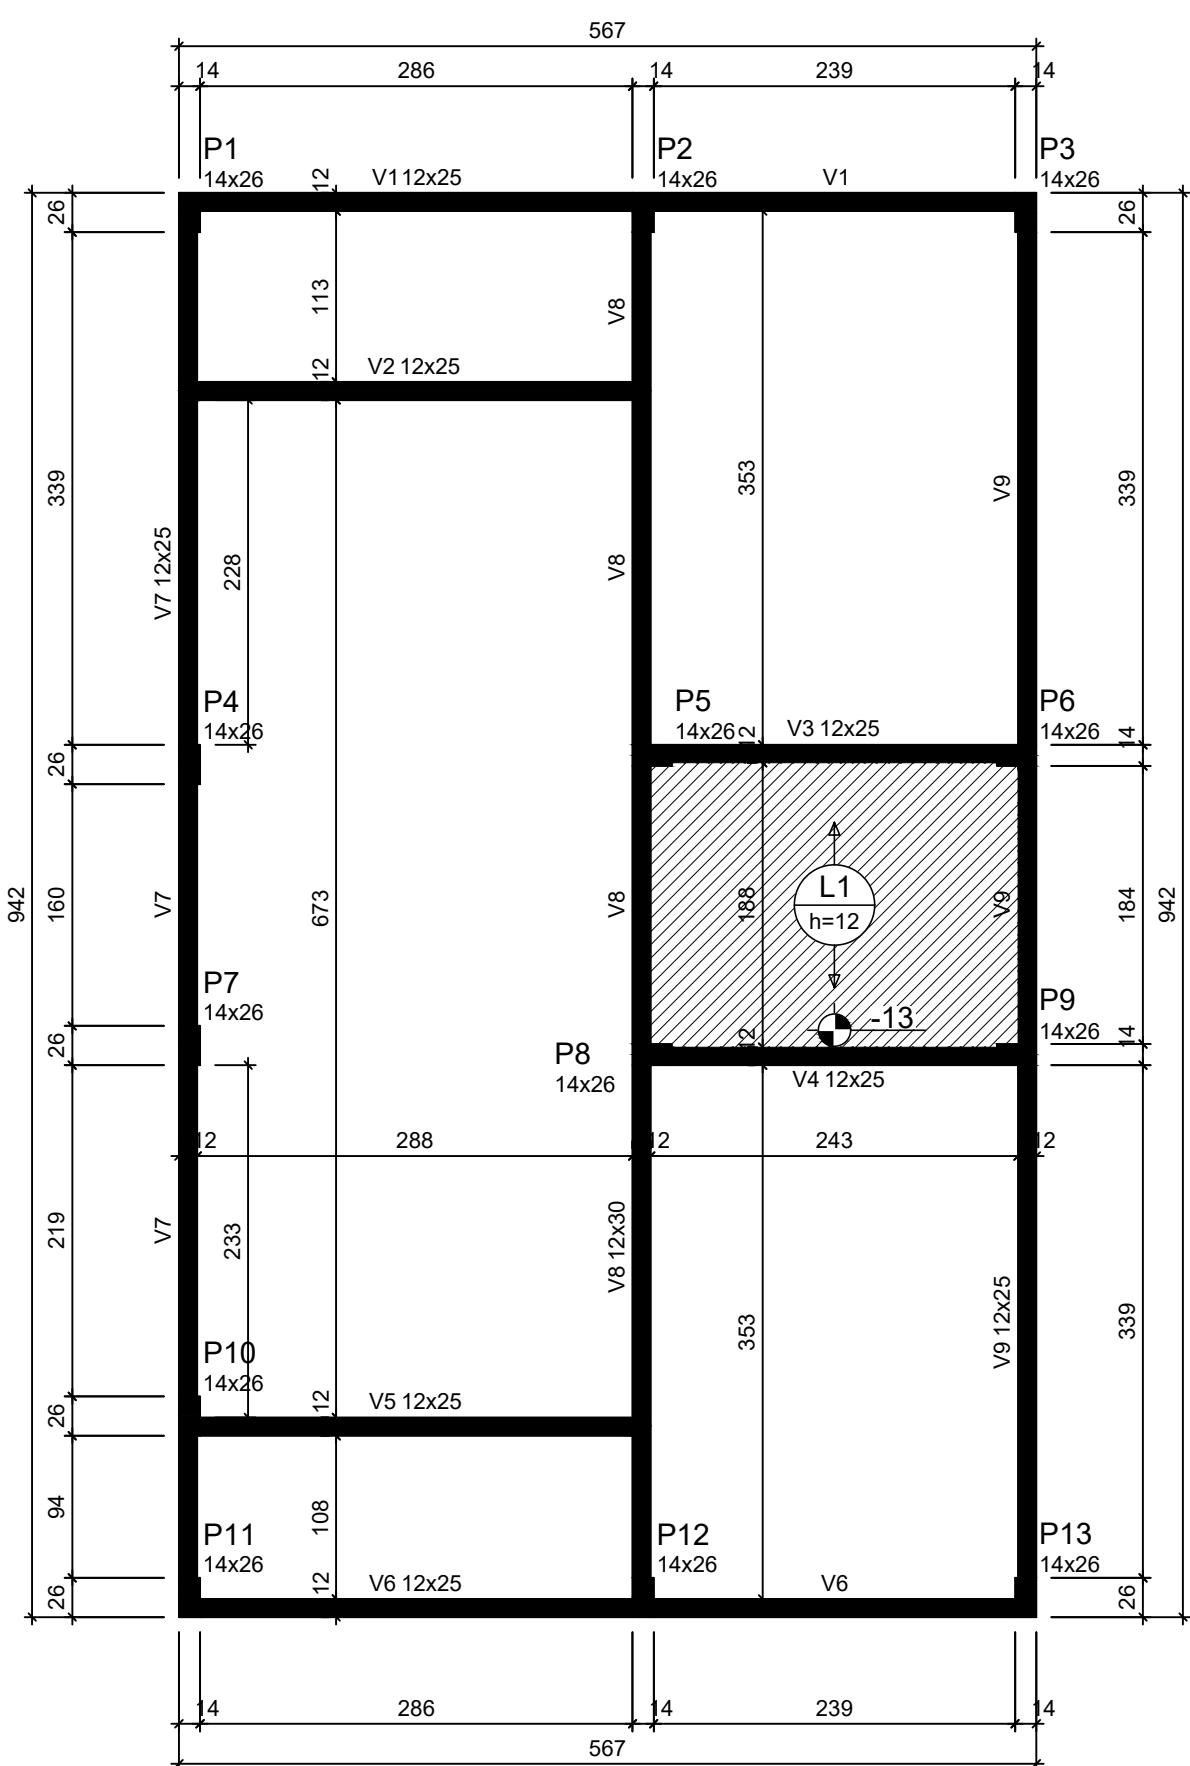 567
14 286 14 239 14
P1 P2 P3
14x26 12 V1 12x25 14x26 V1 14x26
26 26
113 V8
12 V2 12x25
339 353 V9 339
V7 12x25 228 V8
P4 P5 P6
14x26 14x26 12 V3 12x25 14x26 14
26
L1
942 160 V7 673 V8 188 V9 184 942
h=12
P7 P9
14x26 -13 14x26
26 P8 12 14
14x26 V4 12x25
12 288 12 243 12
219 V7 233 V8 12x30
353 V9 12x25 339
P10
14x26
26 12 V5 12x25
94 108
P11 P12 P13
14x26 14x26 14x26
26 12 V6 12x25 V6 26
14 286 14 239 14
567